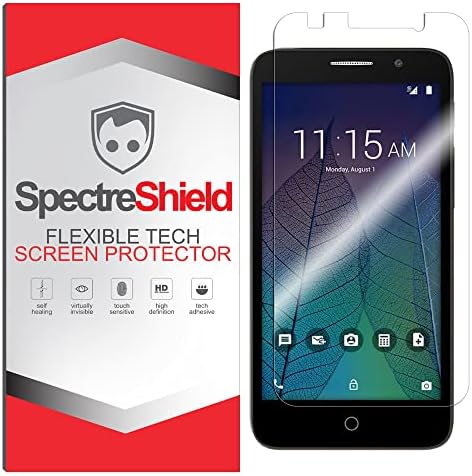 SpectreShield
FLEXIBLE TECH
SCREEN PROTECTOR
self
healing
virtually
invisible
touch
sensitive
HD
high
definition
tech
adhesive
11:15 AM
Monday, August 1